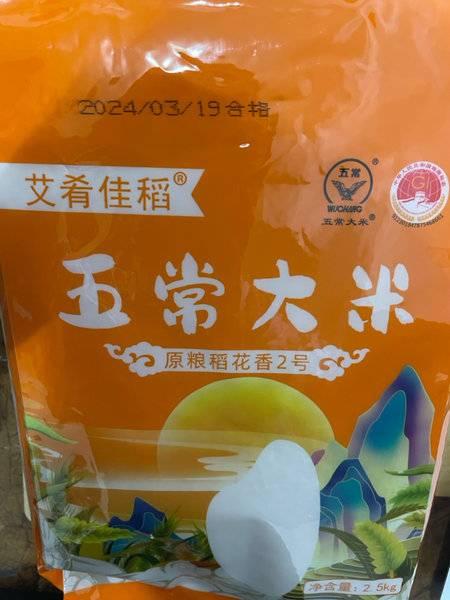 2024/03/19合格
艾肴佳稻®
五常
WUCHANG
五常大米®
五常大米
原粮稻花香2号
净含量:2.5kg